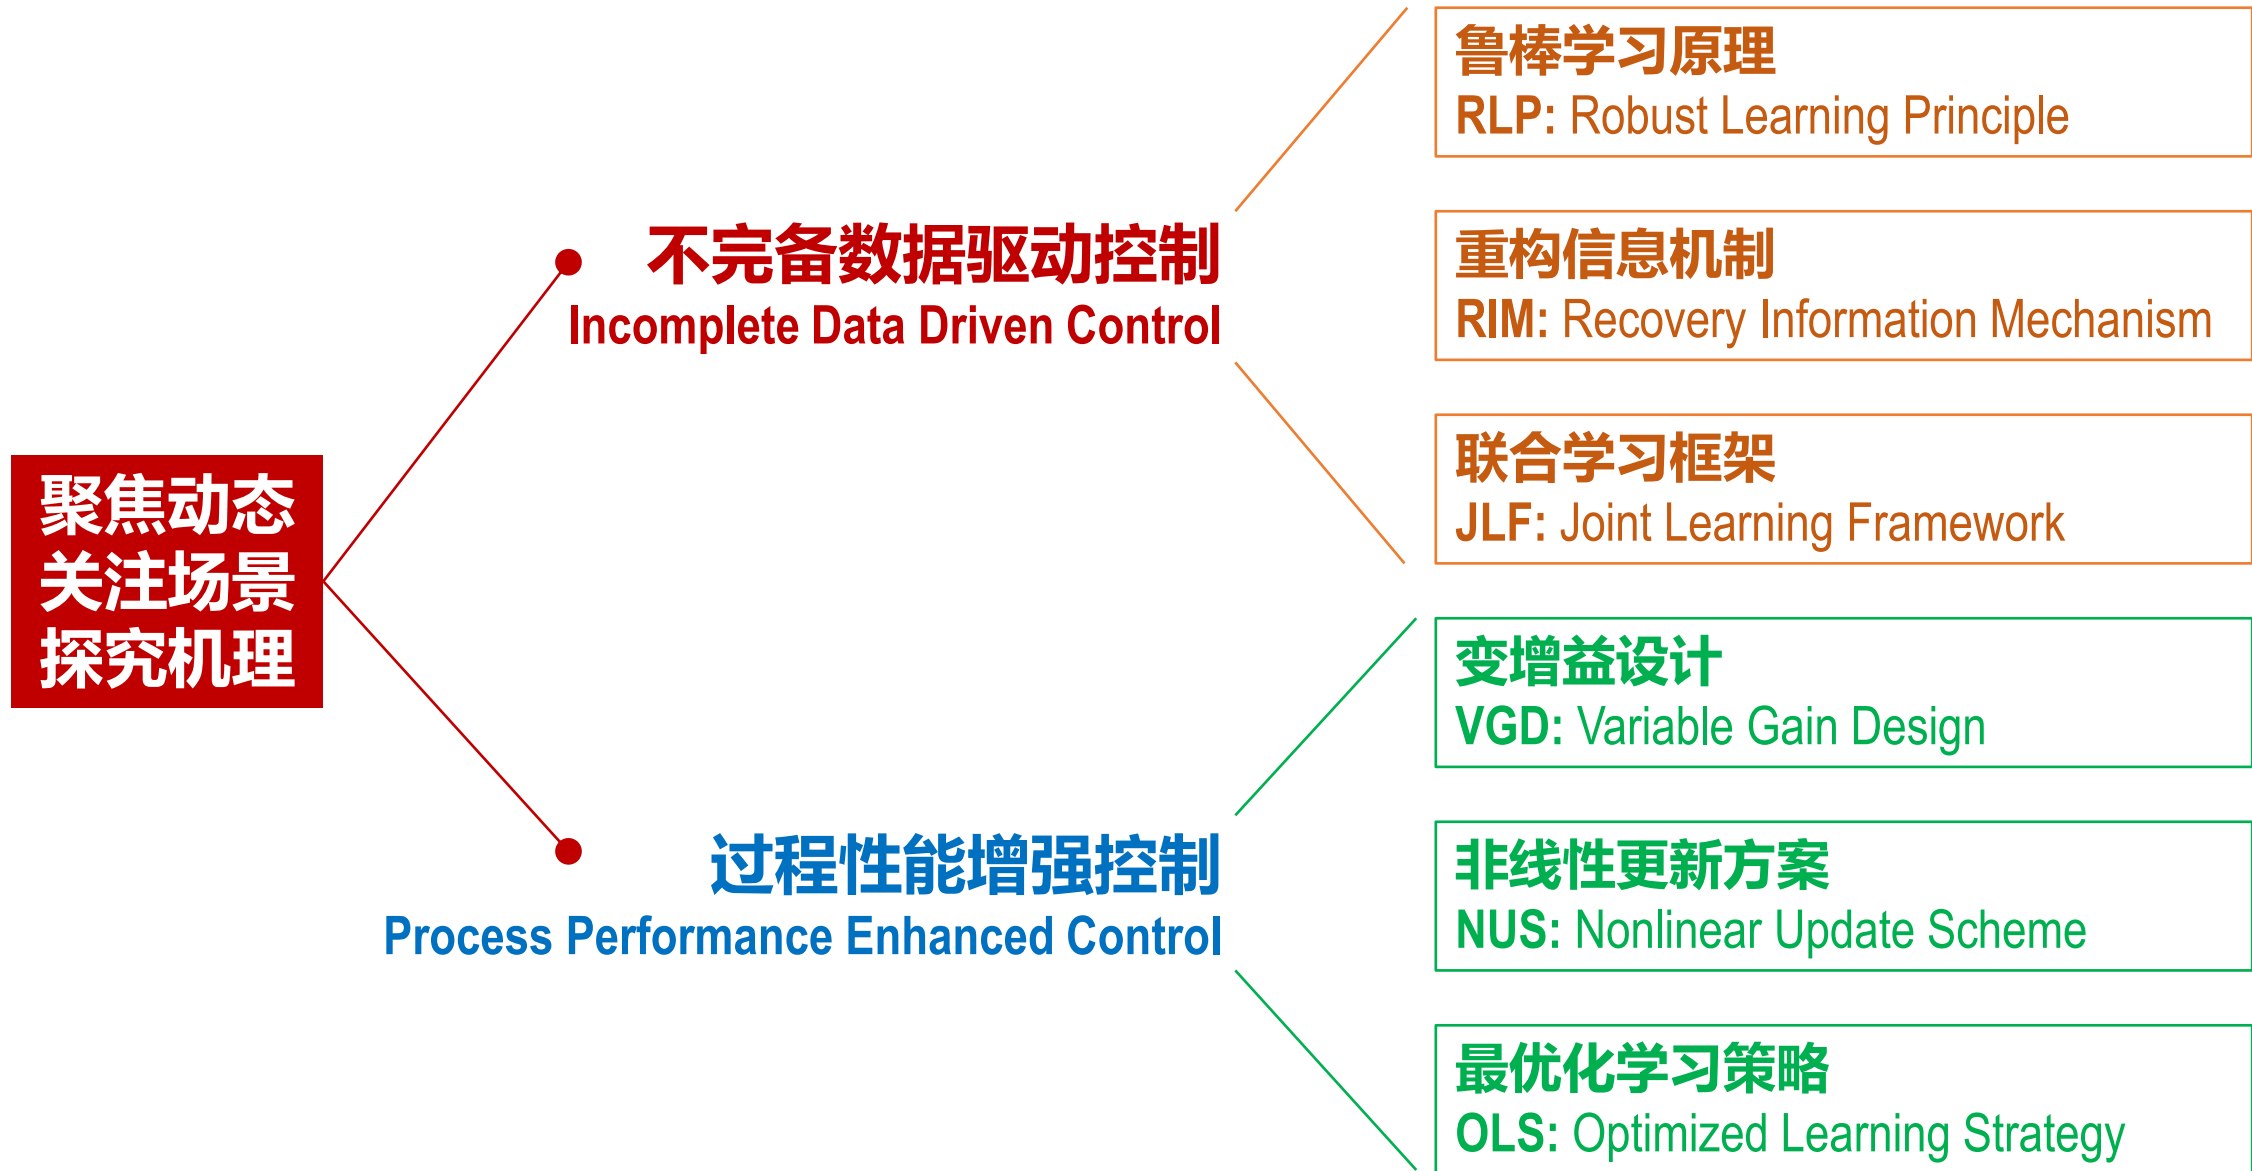 聚焦动态
关注场景
探究机理
不完备数据驱动控制
Incomplete Data Driven Control
鲁棒学习原理
RLP: Robust Learning Principle
重构信息机制
RIM: Recovery Information Mechanism
联合学习框架
JLF: Joint Learning Framework
过程性能增强控制
Process Performance Enhanced Control
变增益设计
VGD: Variable Gain Design
非线性更新方案
NUS: Nonlinear Update Scheme
最优化学习策略
OLS: Optimized Learning Strategy